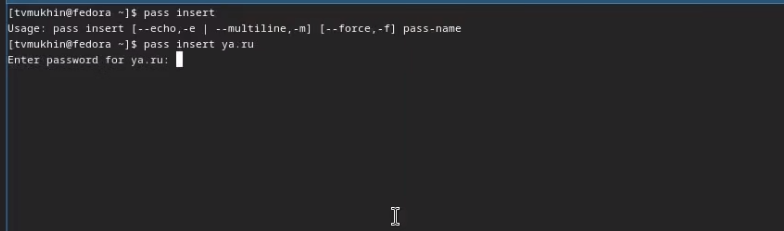 [tvmukhin@fedora ~]$ pass insert
Usage: pass insert [--echo,-e | --multiline,-m] [--force,-f] pass-name
[tvmukhin@fedora ~]$ pass insert ya.ru
Enter password for ya.ru: